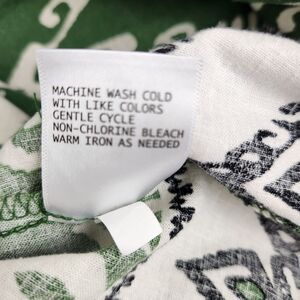 MACHINE WASH COLD
WITH LIKE COLORS
GENTLE CYCLE
NON-CHLORINE BLEACH
WARM IRON AS NEEDED